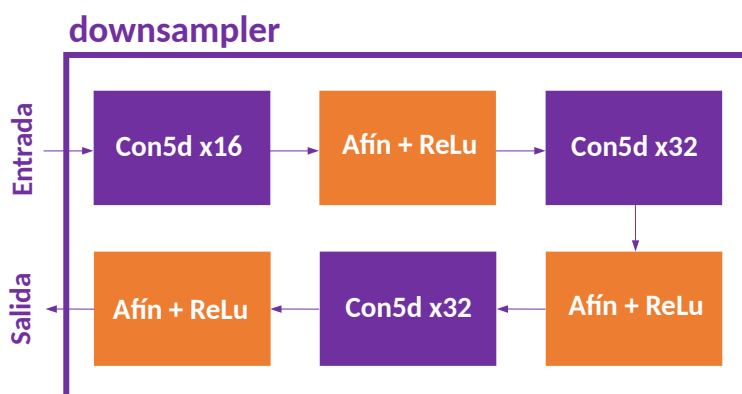 downsampler
Entrada
Con5d x16
Afín + ReLu
Con5d x32
Salida
Afín + ReLu
Con5d x32
Afín + ReLu